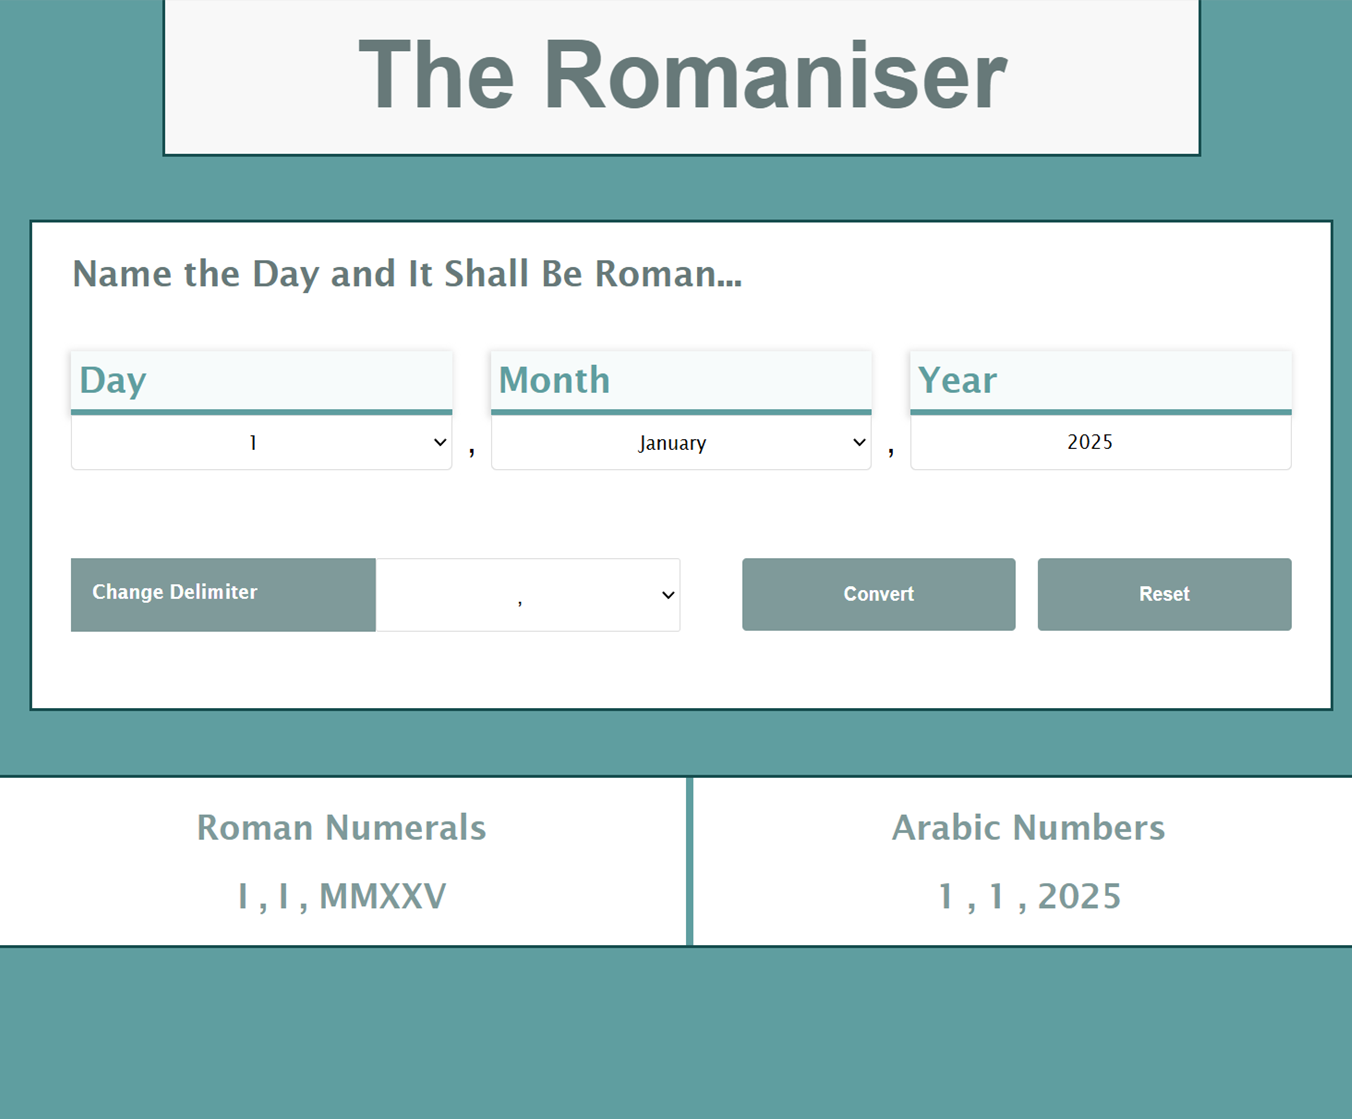 The Romaniser
Name the Day and It Shall Be Roman...
Day Month Year
1 , January , 2025
Change Delimiter , Convert Reset
Roman Numerals Arabic Numbers
I , I , MMXXV 1 , 1 , 2025